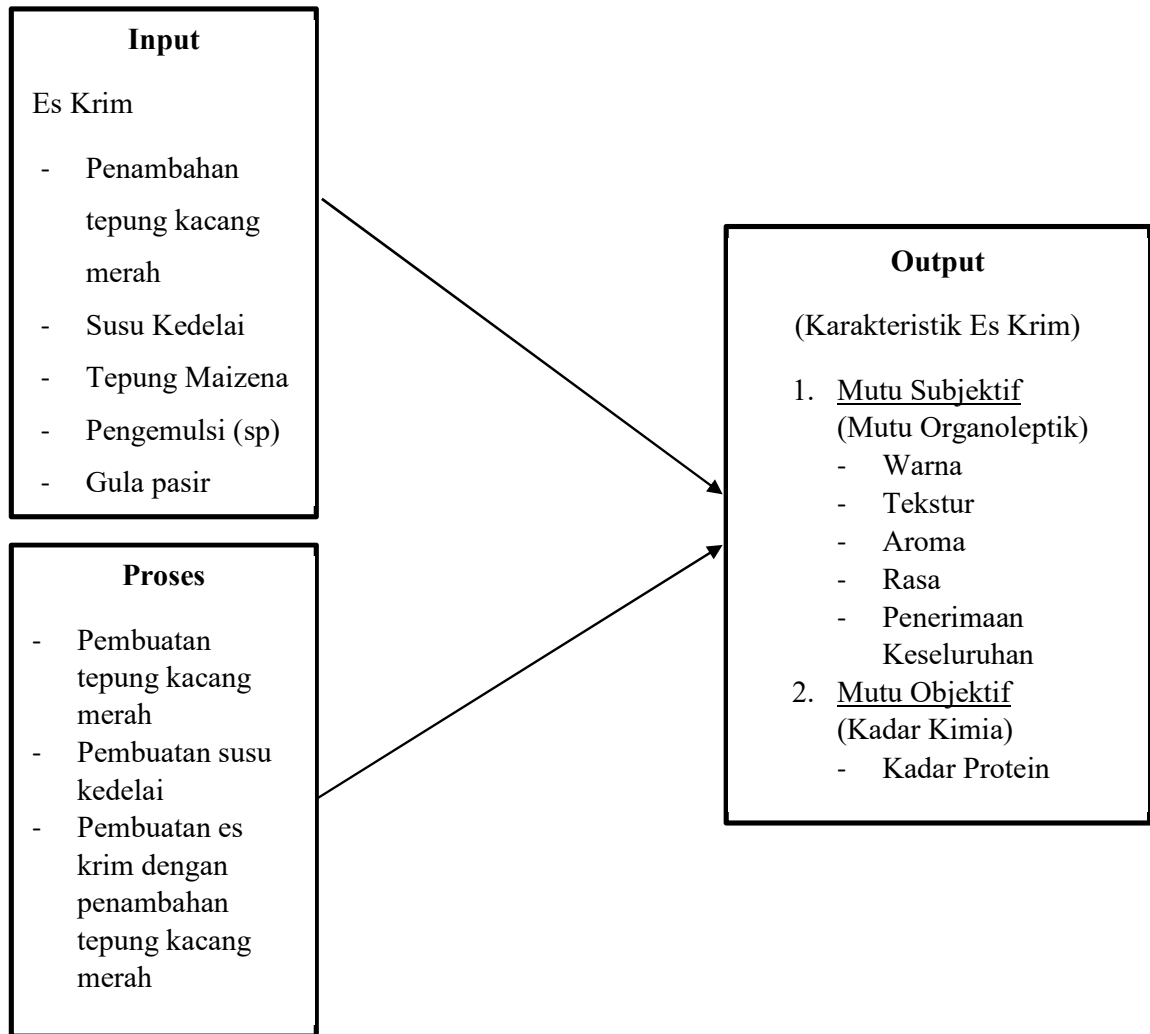 Input
Es Krim
- Penambahan
tepung kacang
merah
- Susu Kedelai
- Tepung Maizena
- Pengemulsi (sp)
- Gula pasir
Proses
- Pembuatan
tepung kacang
merah
- Pembuatan susu
kedelai
- Pembuatan es
krim dengan
penambahan
tepung kacang
merah
Output
(Karakteristik Es Krim)
1. Mutu Subjektif
(Mutu Organoleptik)
- Warna
- Tekstur
- Aroma
- Rasa
- Penerimaan
Keseluruhan
2. Mutu Objektif
(Kadar Kimia)
- Kadar Protein